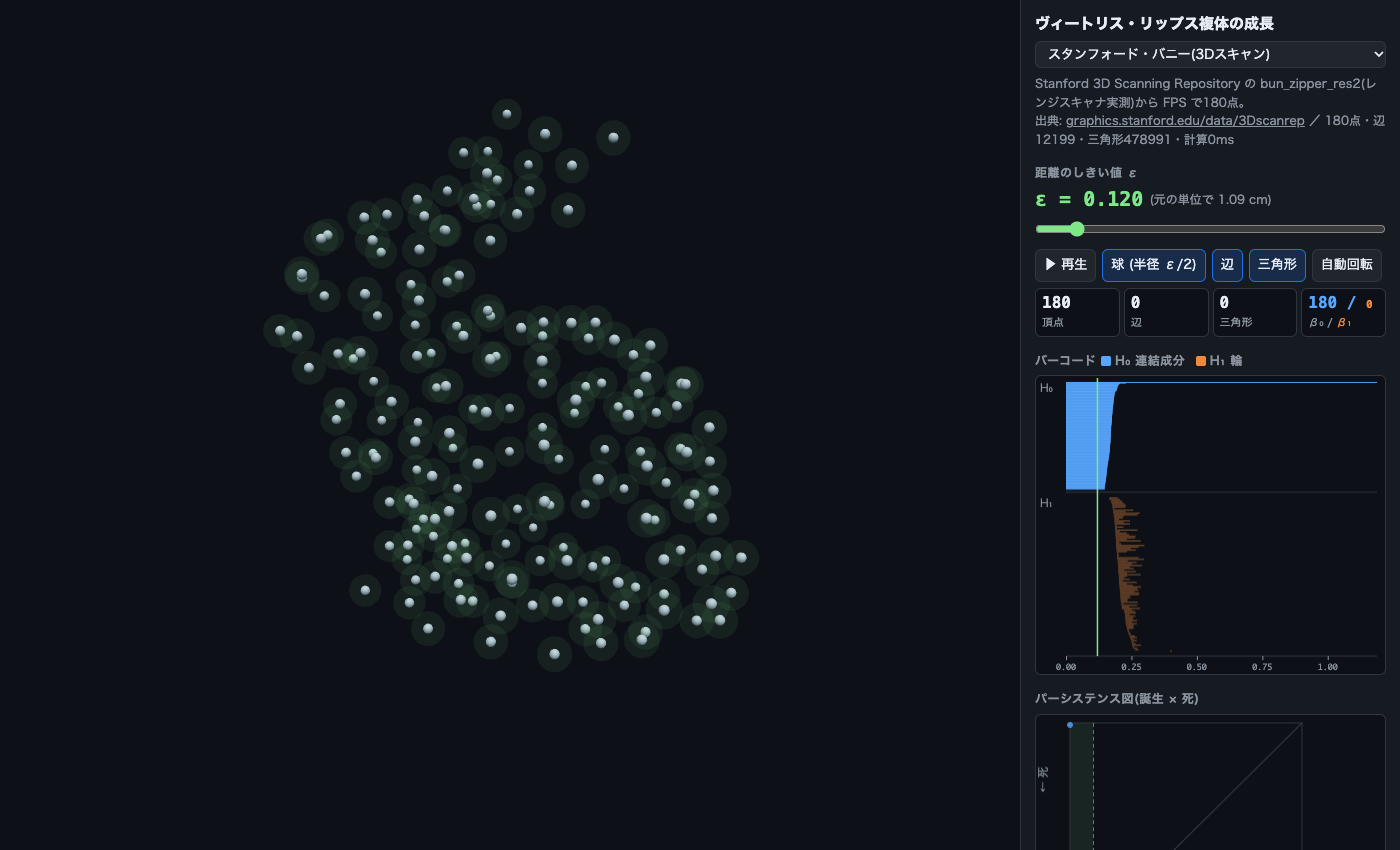 ヴィートリス・リップス複体の成長
スタンフォード・バニー(3Dスキャン)
Stanford 3D Scanning Repository の bun_zipper_res2(レ
ンジスキャナ実測)から FPS で180点。
出典: graphics.stanford.edu/data/3Dscanrep ／ 180点・辺
12199・三角形478991・計算0ms
距離のしきい値 ε
ε = 0.120 (元の単位で 1.09 cm)
▶ 再生 球 (半径 ε/2) 辺 三角形 自動回転
180 0 0 180 / 0
頂点 辺 三角形 β₀ / β₁
バーコード H₀ 連結成分 H₁ 輪
H₀
H₁
0.00 0.25 0.50 0.75 1.00
パーシステンス図(誕生 × 死)
死 →